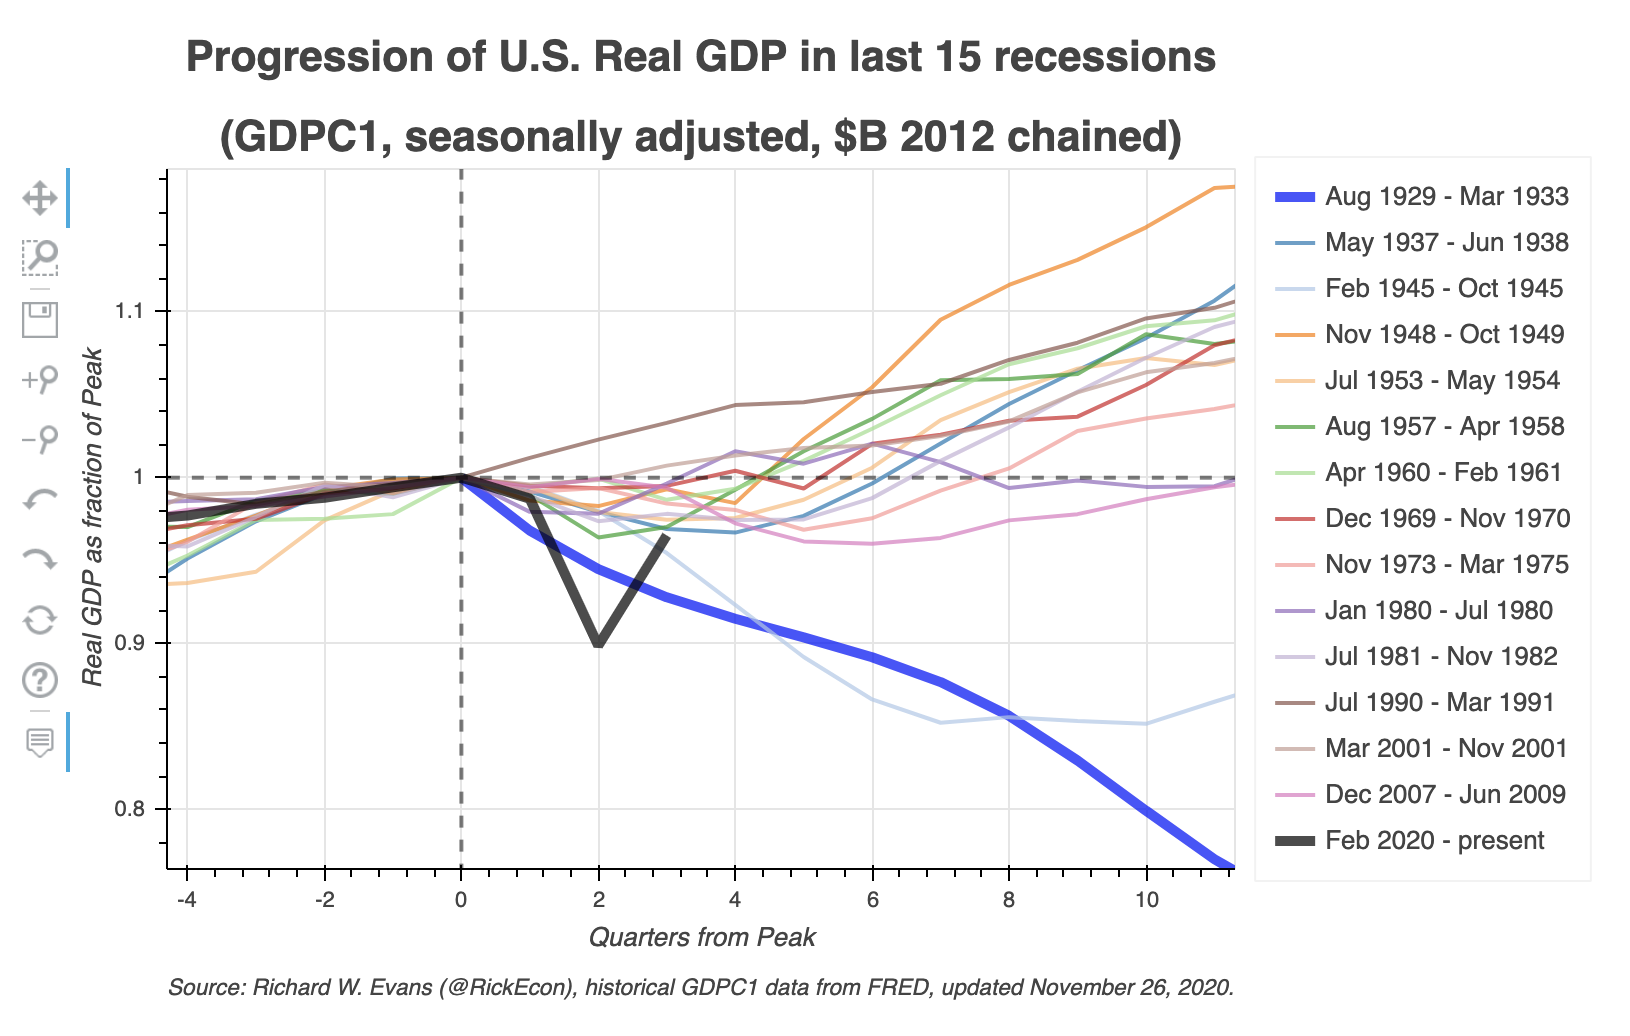 Progression of U.S. Real GDP in last 15 recessions
(GDPC1, seasonally adjusted, $B 2012 chained)
Real GDP as fraction of Peak
1.1
1
0.9
0.8
-4
-2
0
2
4
6
8
10
Quarters from Peak
Aug 1929 - Mar 1933
May 1937 - Jun 1938
Feb 1945 - Oct 1945
Nov 1948 - Oct 1949
Jul 1953 - May 1954
Aug 1957 - Apr 1958
Apr 1960 - Feb 1961
Dec 1969 - Nov 1970
Nov 1973 - Mar 1975
Jan 1980 - Jul 1980
Jul 1981 - Nov 1982
Jul 1990 - Mar 1991
Mar 2001 - Nov 2001
Dec 2007 - Jun 2009
Feb 2020 - present
Source: Richard W. Evans (@RickEcon), historical GDPC1 data from FRED, updated November 26, 2020.